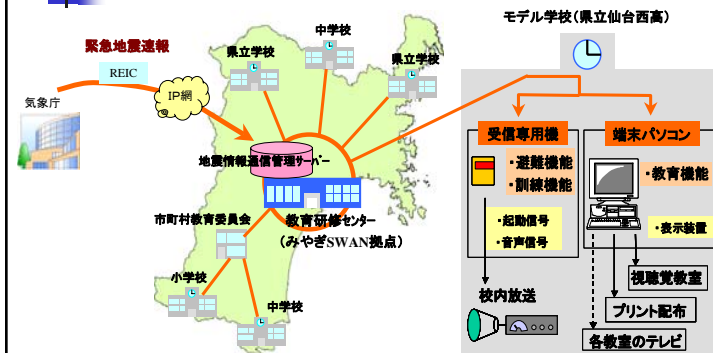 モデル学校(県立仙台西高)
緊急地震速報
REIC
IP網
気象庁
県立学校
中学校
県立学校
地震情報通信管理サーバー
教育研修センター
(みやぎSWAN拠点)
市町村教育委員会
小学校
中学校
受信専用機
・避難機能
・訓練機能
・起動信号
・音声信号
校内放送
端末パソコン
・教育機能
・表示装置
視聴覚教室
プリント配布
各教室のテレビ